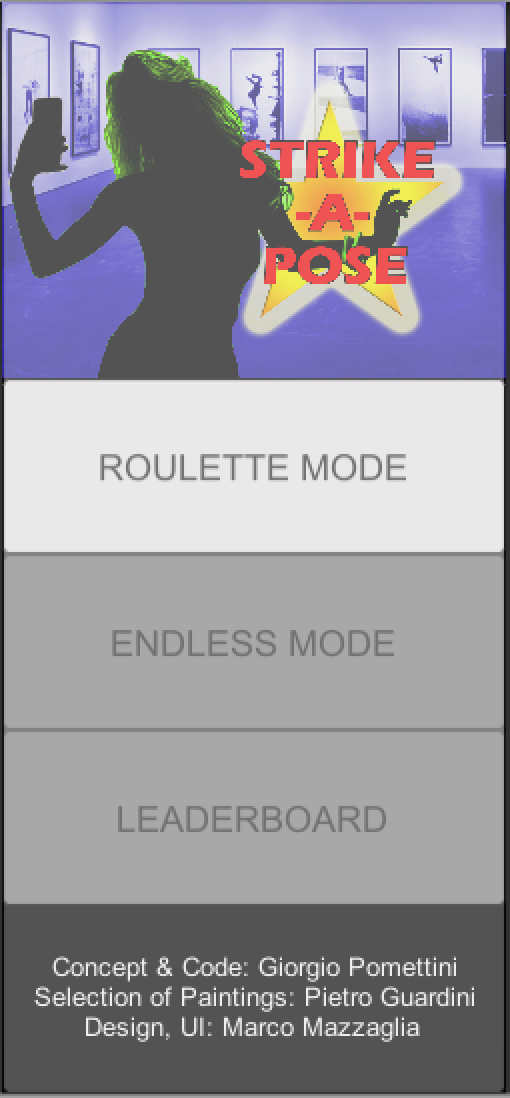 STRIKE
-A-
POSE
ROULETTE MODE
ENDLESS MODE
LEADERBOARD
Concept & Code: Giorgio Pomettini
Selection of Paintings: Pietro Guardini
Design, UI: Marco Mazzaglia